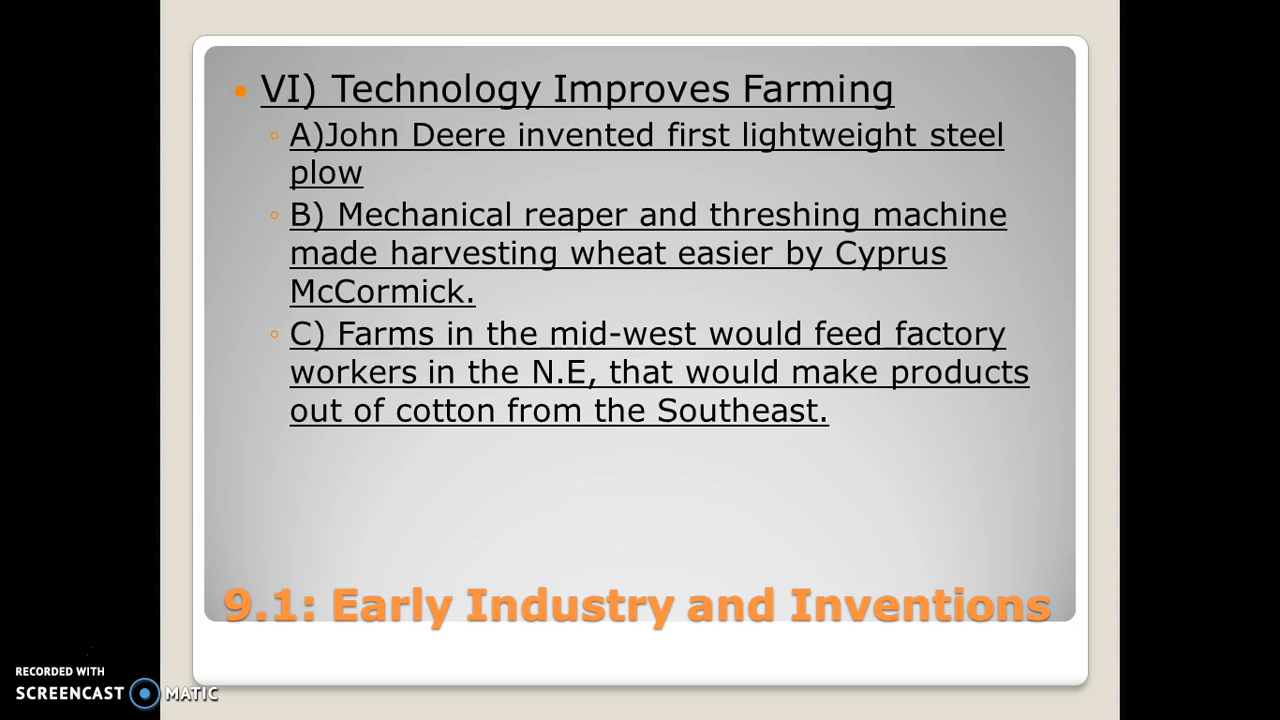 VI) Technology Improves Farming
A)John Deere invented first lightweight steel
plow
B) Mechanical reaper and threshing machine
made harvesting wheat easier by Cyprus
McCormick.
C) Farms in the mid-west would feed factory
workers in the N.E, that would make products
out of cotton from the Southeast.
9.1: Early Industry and Inventions
RECORDED WITH
SCREENCAST MATIC